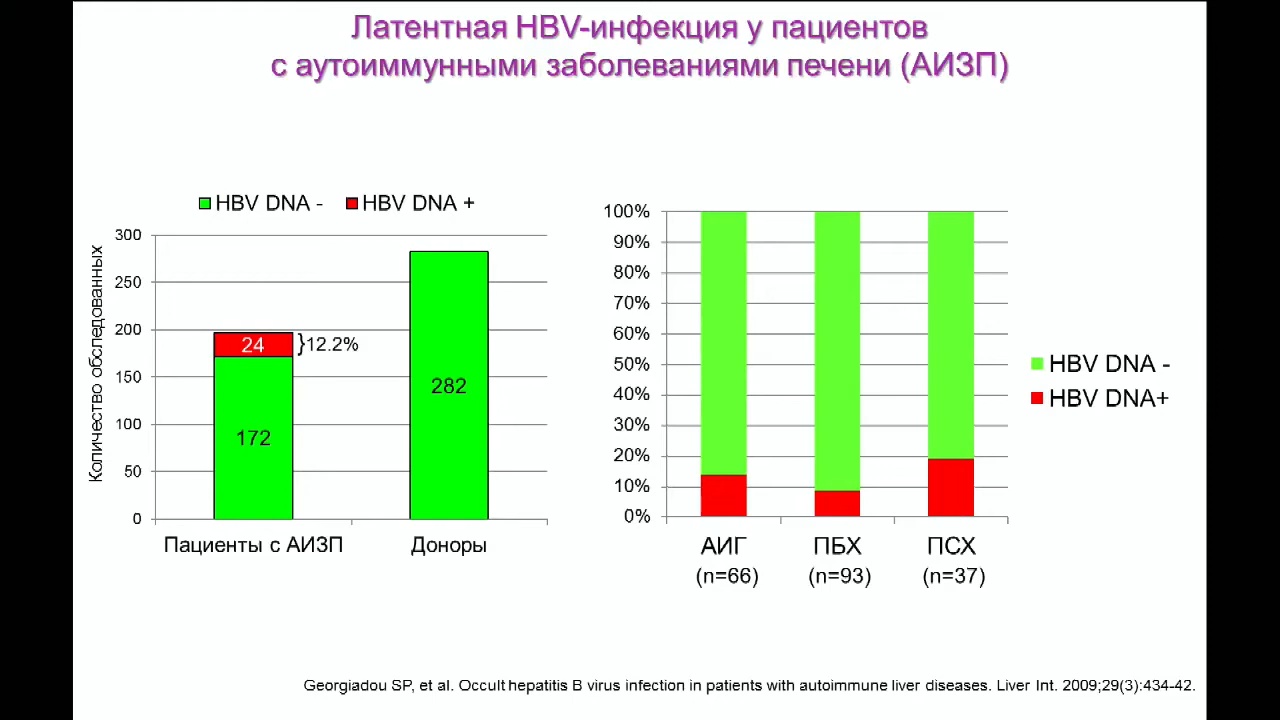 Латентная HBV-инфекция у пациентов
с аутоиммунными заболеваниями печени (АИЗП)
HBV DNA - HBV DNA +
Количество обследованных
300
250
200
150
100
50
0
24
}12.2%
172
282
Пациенты с АИЗП Доноры
100%
90%
80%
70%
60%
50%
40%
30%
20%
10%
0%
АИГ ПБХ ПСХ
(n=66) (n=93) (n=37)
HBV DNA -
HBV DNA+
Georgiadou SP, et al. Occult hepatitis B virus infection in patients with autoimmune liver diseases. Liver Int. 2009;29(3):434-42.